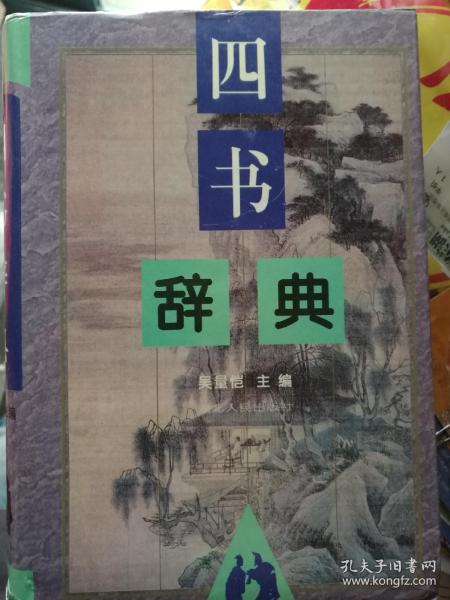 四
书
辞典
吴量恺 主编
人民出版社
孔夫子旧书网
www.kongfz.com